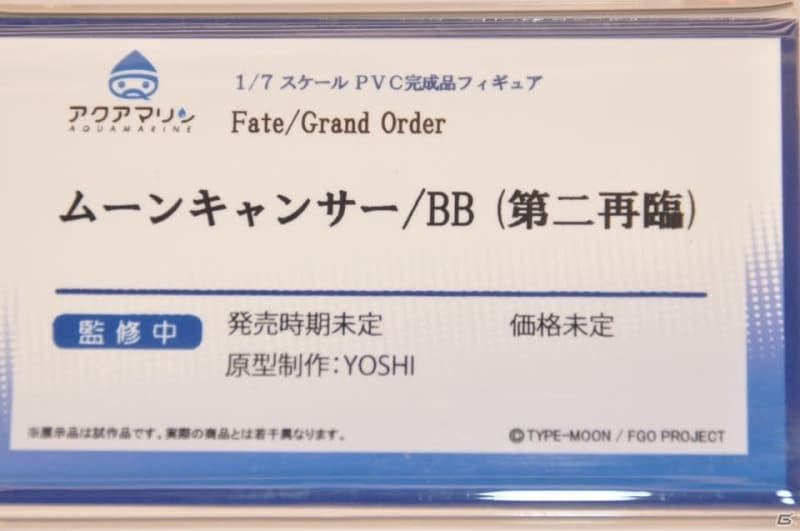 アクアマリン
AQUAMARINE
1/7 スケール PVC完成品フィギュア
Fate/Grand Order
ムーンキャンサー/BB (第二再臨)
監修中
発売時期未定 価格未定
原型制作:YOSHI
※展示品は試作品です。実際の商品とは若干異なります。
©TYPE-MOON / FGO PROJECT